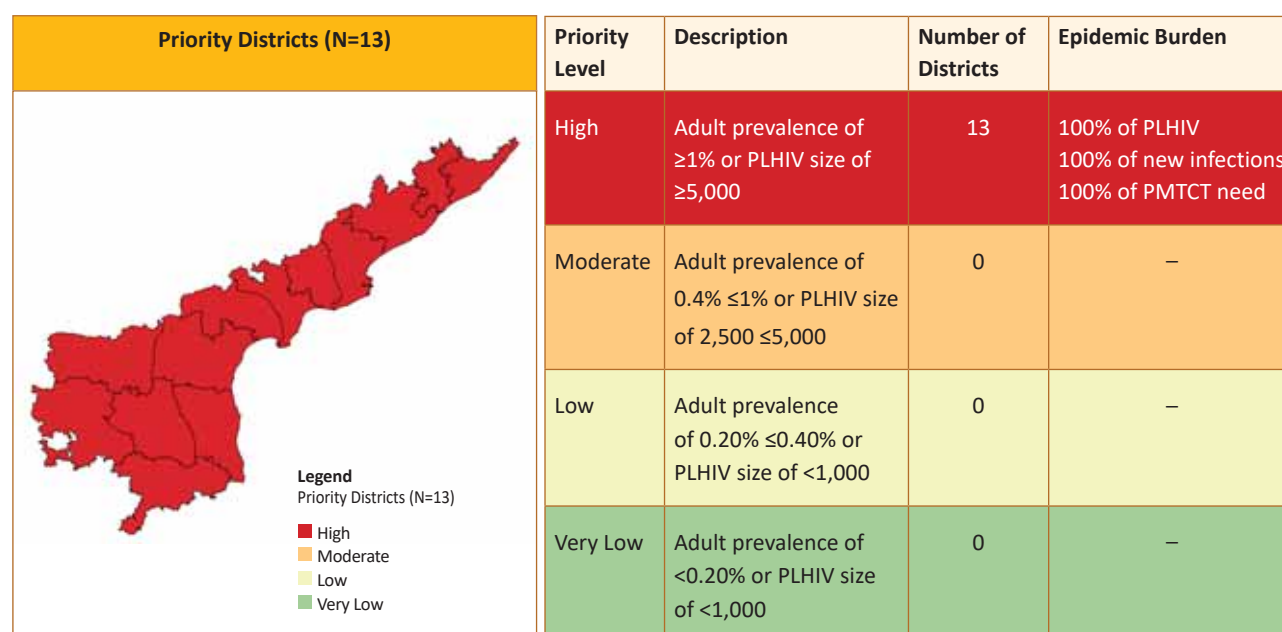 Priority Districts (N=13)
Legend
Priority Districts (N=13)
High
Moderate
Low
Very Low
Priority
Level
Description
Number of
Districts
Epidemic Burden
High
Adult prevalence of
≥1% or PLHIV size of
≥5,000
13
100% of PLHIV
100% of new infections
100% of PMTCT need
Moderate
Adult prevalence of
0.4% ≤1% or PLHIV size
of 2,500 ≤5,000
0
–
Low
Adult prevalence
of 0.20% ≤0.40% or
PLHIV size of <1,000
0
–
Very Low
Adult prevalence of
<0.20% or PLHIV size
of <1,000
0
–